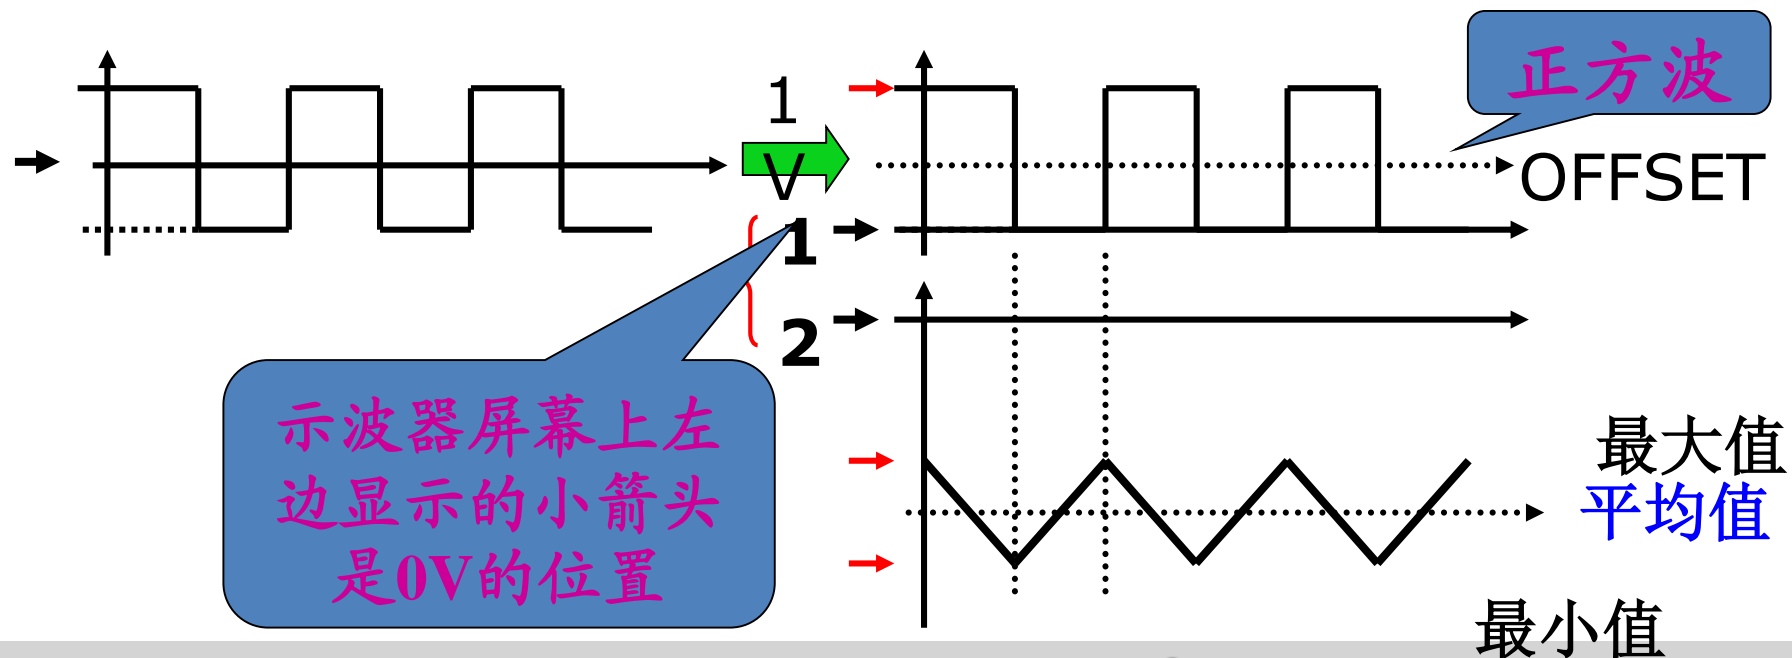 正方波
1
V
OFFSET
1
2
示波器屏幕上左
边显示的小箭头
是0V的位置
最大值
平均值
最小值